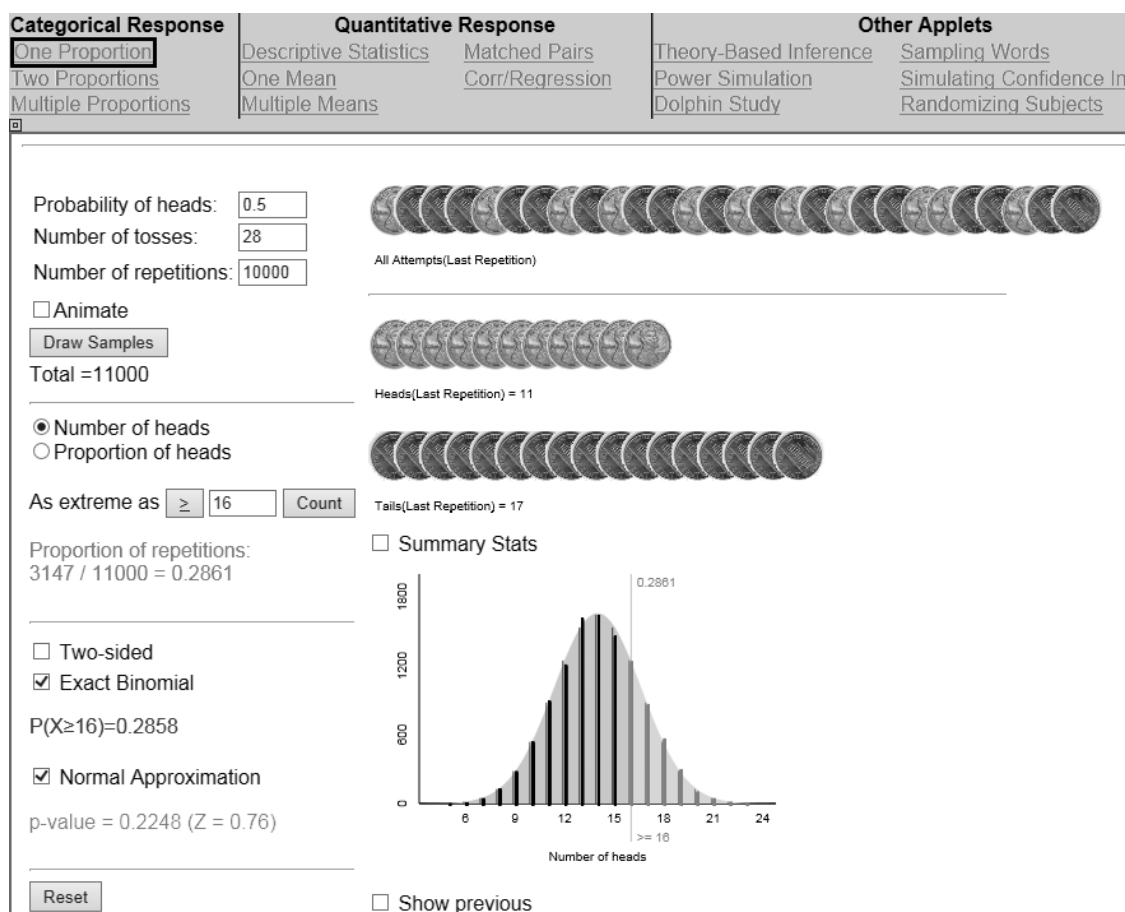 Categorical Response
One Proportion
Two Proportions
Multiple Proportions
Quantitative Response
Descriptive Statistics Matched Pairs
One Mean Corr/Regression
Multiple Means
Other Applets
Theory-Based Inference Sampling Words
Power Simulation Simulating Confidence In
Dolphin Study Randomizing Subjects
Probability of heads: 0.5
Number of tosses: 28
Number of repetitions: 10000
Animate
Draw Samples
Total =11000
Number of heads
Proportion of heads
As extreme as ≥ 16 Count
Proportion of repetitions:
3147 / 11000 = 0.2861
Two-sided
Exact Binomial
P(X≥16)=0.2858
Normal Approximation
p-value = 0.2248 (Z = 0.76)
Reset
All Attempts(Last Repetition)
Heads(Last Repetition) = 11
Tails(Last Repetition) = 17
Summary Stats
0.2861
1800
1200
600
0
6 9 12 15 18 21 24
>= 16
Number of heads
Show previous